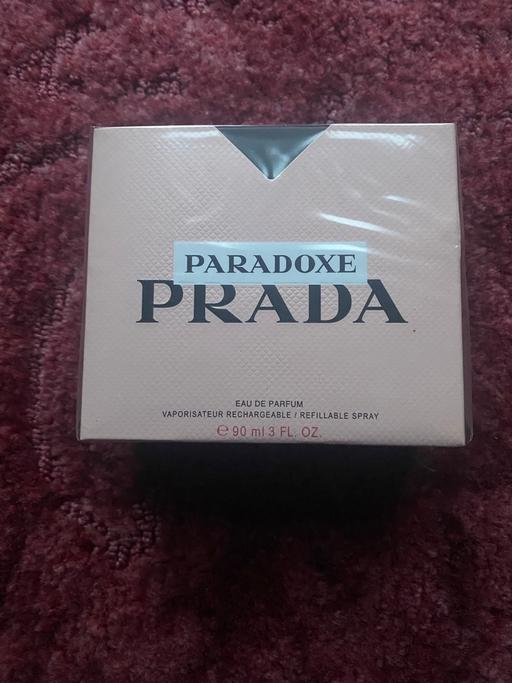 PARADOXE
PRADA
EAU DE PARFUM
VAPORISATEUR RECHARGEABLE / REFILLABLE SPRAY
℮ 90 ml 3 FL. OZ.